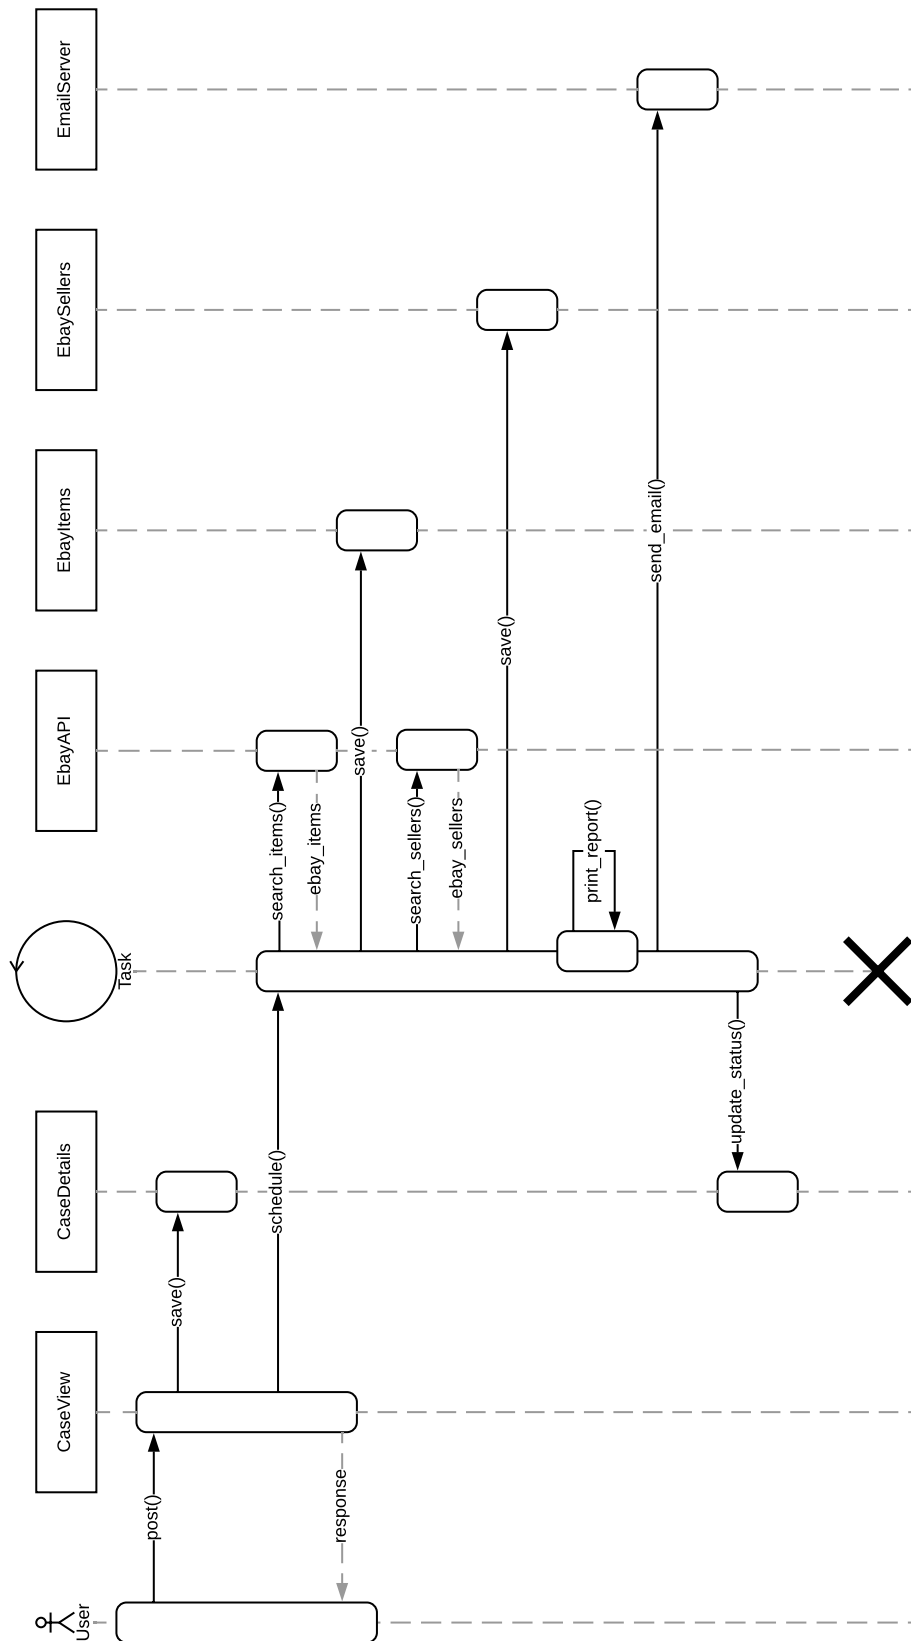 User
CaseView
CaseDetails
Task
EbayAPI
EbayItems
EbaySellers
EmailServer
post()
save()
schedule()
search_items()
ebay_items
response
save()
search_sellers()
ebay_sellers
save()
print_report()
send_email()
update_status()